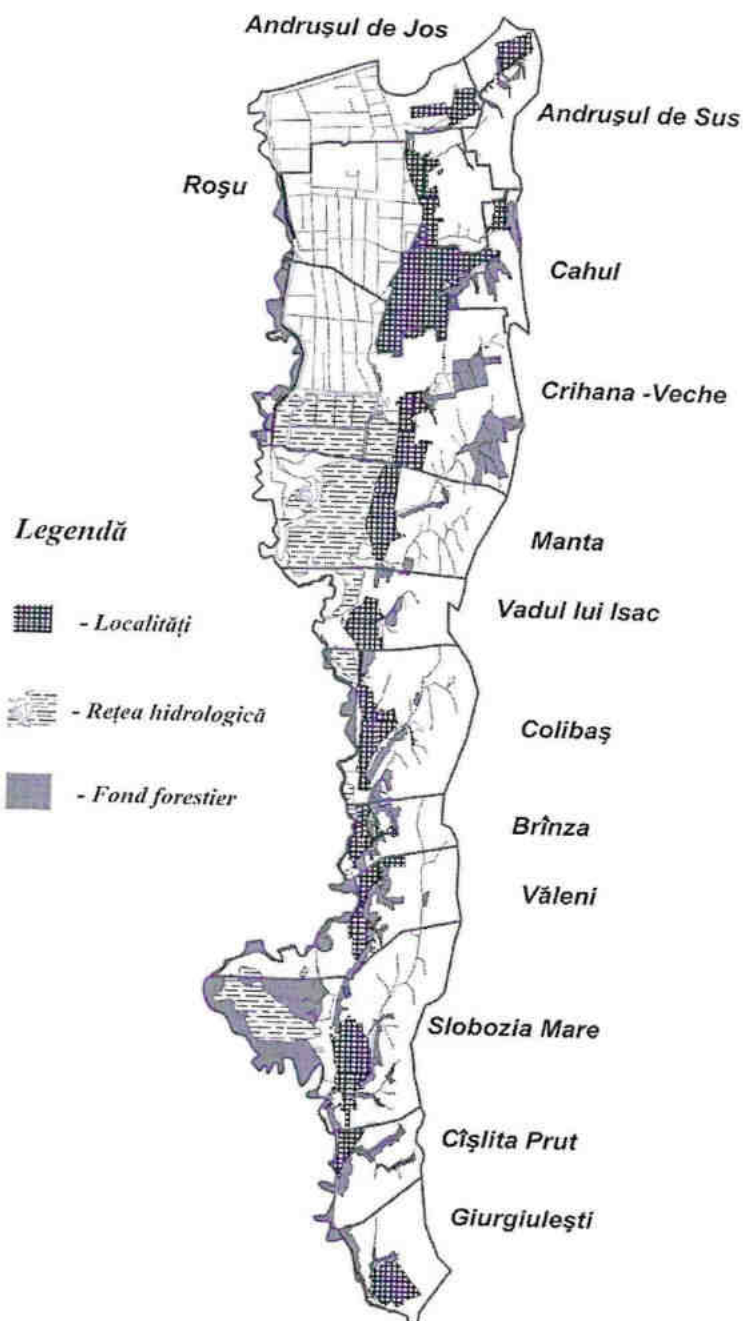 Andrușul de Jos
Andrușul de Sus
Roșu
Cahul
Crihana -Veche
Legendă
Manta
- Localități
Vadul lui Isac
- Rețea hidrologică
Colibaș
- Fond forestier
Brînza
Văleni
Slobozia Mare
Cîșlita Prut
Giurgiulești